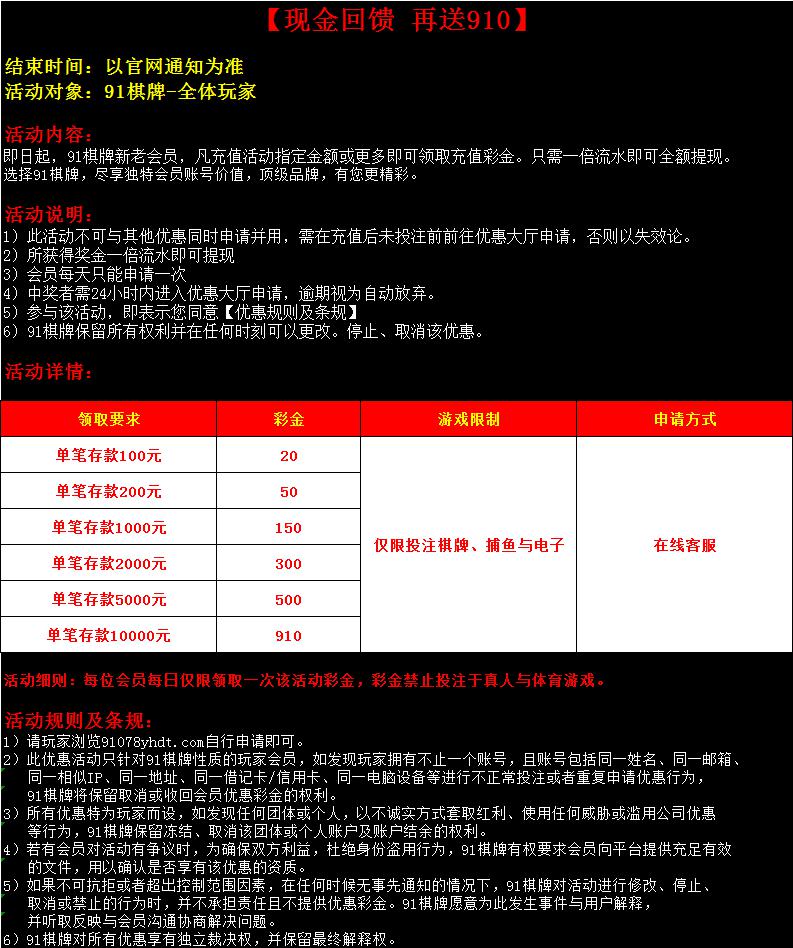 【现金回馈 再送910】
结束时间：以官网通知为准
活动对象：91棋牌-全体玩家
活动内容：
即日起，91棋牌新老会员，凡充值活动指定金额或更多即可领取充值彩金。只需一倍流水即可全额提现。
选择91棋牌，尽享独特会员账号价值，顶级品牌，有您更精彩。
活动说明：
1）此活动不可与其他优惠同时申请并用，需在充值后未投注前前往优惠大厅申请，否则以失效论。
2）所获得奖金一倍流水即可提现
3）会员每天只能申请一次
4）中奖者需24小时内进入优惠大厅申请，逾期视为自动放弃。
5）参与该活动，即表示您同意【优惠规则及条规】
6）91棋牌保留所有权利并在任何时刻可以更改。停止、取消该优惠。
活动详情：
领取要求 彩金 游戏限制 申请方式
单笔存款100元 20
单笔存款200元 50
单笔存款1000元 150
仅限投注棋牌、捕鱼与电子 在线客服
单笔存款2000元 300
单笔存款5000元 500
单笔存款10000元 910
活动细则：每位会员每日仅限领取一次该活动彩金，彩金禁止投注于真人与体育游戏。
活动规则及条规：
1）请玩家浏览91078yhdt.com自行申请即可。
2）此优惠活动只针对91棋牌性质的玩家会员，如发现玩家拥有不止一个账号，且账号包括同一姓名、同一邮箱、
同一相似IP、同一地址、同一借记卡/信用卡、同一电脑设备等进行不正常投注或者重复申请优惠行为，
91棋牌将保留取消或收回会员优惠彩金的权利。
3）所有优惠特为玩家而设，如发现任何团体或个人，以不诚实方式套取红利、使用任何威胁或滥用公司优惠
等行为，91棋牌保留冻结、取消该团体或个人账户及账户结余的权利。
4）若有会员对活动有争议时，为确保双方利益，杜绝身份盗用行为，91棋牌有权要求会员向平台提供充足有效
的文件，用以确认是否享有该优惠的资质。
5）如果不可抗拒或者超出控制范围因素，在任何时候无事先通知的情况下，91棋牌对活动进行修改、停止、
取消或禁止的行为时，并不承担责任且不提供优惠彩金。91棋牌愿意为此发生事件与用户解释，
并听取反映与会员沟通协商解决问题。
6）91棋牌对所有优惠享有独立裁决权，并保留最终解释权。